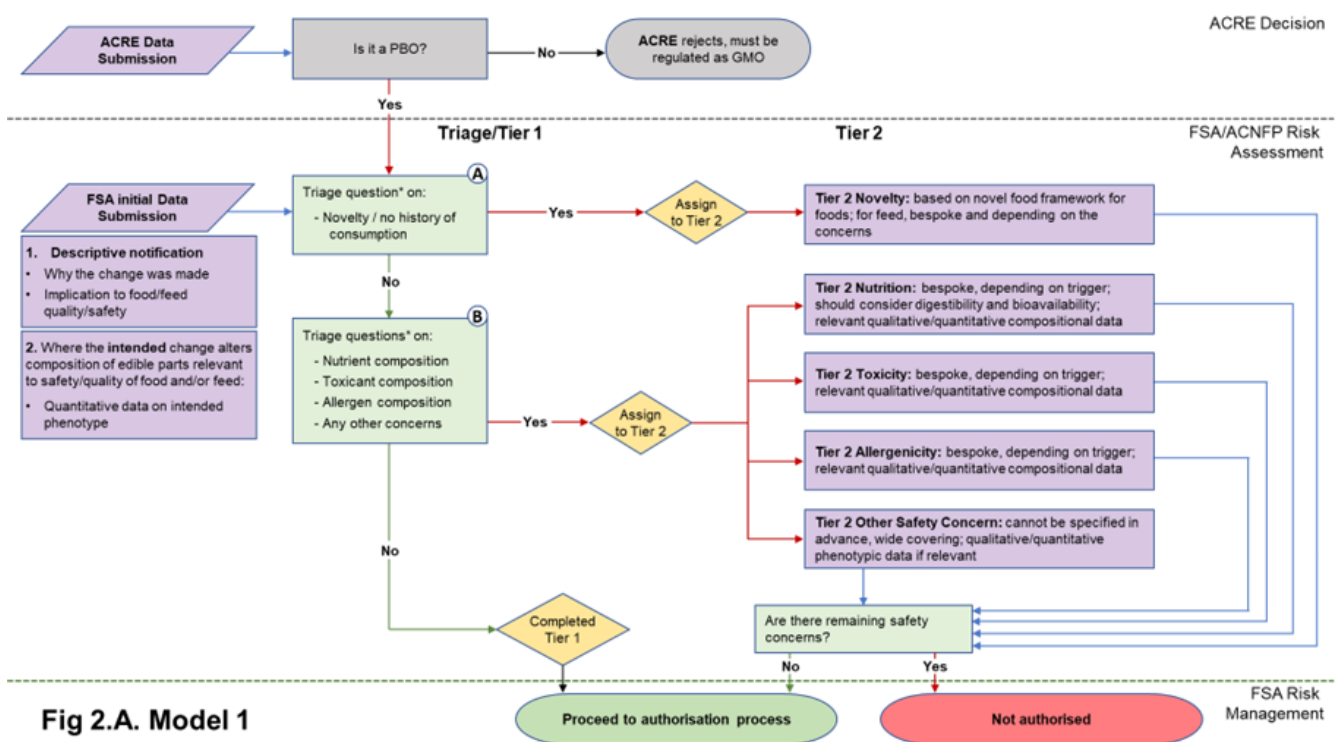 ACRE Decision
ACRE Data
Submission
Is it a PBO?
No
ACRE rejects, must be
regulated as GMO
Yes
Triage/Tier 1
Tier 2
FSA/ACNFP Risk
Assessment
FSA initial Data
Submission
1. Descriptive notification
• Why the change was made
• Implication to food/feed
quality/safety
2. Where the intended change alters
composition of edible parts relevant
to safety/quality of food and/or feed:
• Quantitative data on intended
phenotype
A
Triage question* on:
- Novelty / no history of
consumption
Yes
Assign
to Tier 2
Tier 2 Novelty: based on novel food framework for
foods; for feed, bespoke and depending on the
concerns
No
B
Triage questions* on:
- Nutrient composition
- Toxicant composition
- Allergen composition
- Any other concerns
Yes
Assign
to Tier 2
Tier 2 Nutrition: bespoke, depending on trigger;
should consider digestibility and bioavailability;
relevant qualitative/quantitative compositional data
Tier 2 Toxicity: bespoke, depending on trigger;
relevant qualitative/quantitative compositional data
Tier 2 Allergenicity: bespoke, depending on trigger;
relevant qualitative/quantitative compositional data
Tier 2 Other Safety Concern: cannot be specified in
advance, wide covering; qualitative/quantitative
phenotypic data if relevant
No
Completed
Tier 1
Are there remaining safety
concerns?
No
Yes
FSA Risk
Management
Fig 2.A. Model 1
Proceed to authorisation process
Not authorised